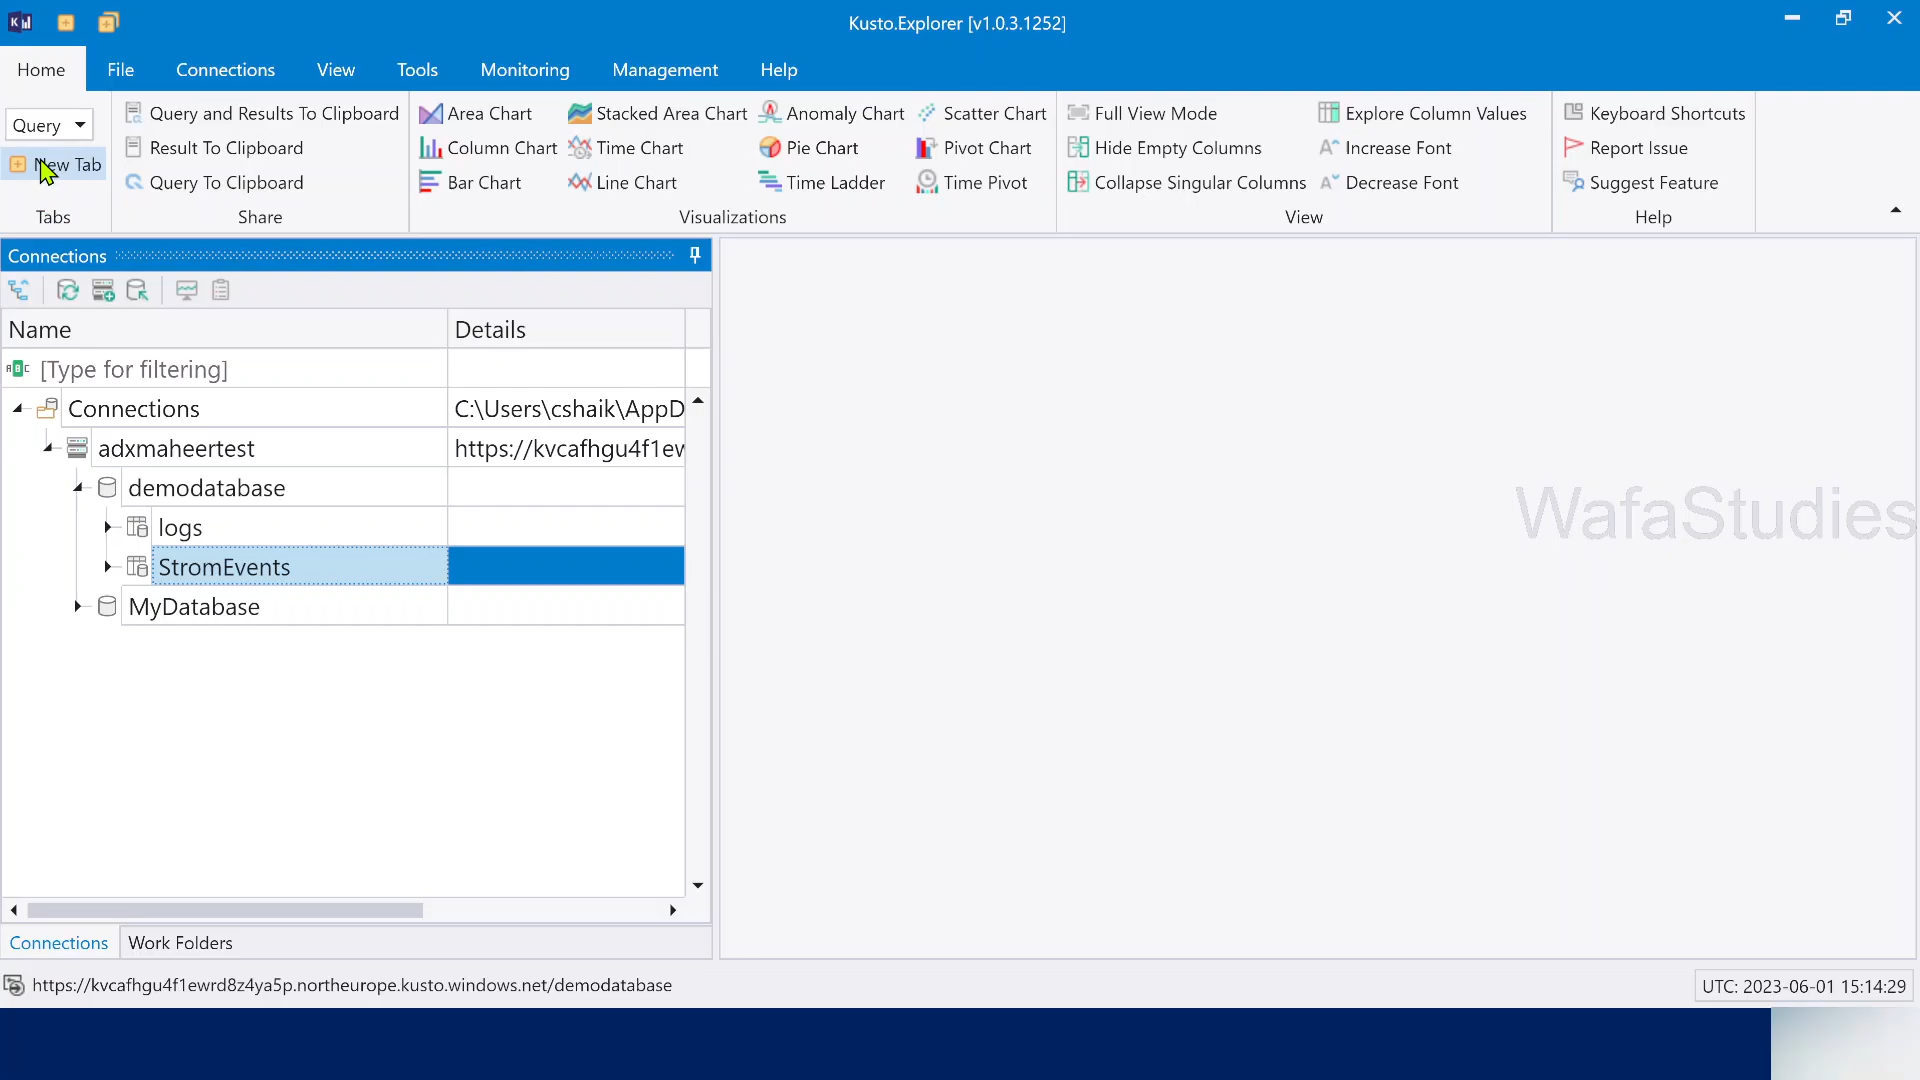 Kusto.Explorer [v1.0.3.1252]
Home File Connections View Tools Monitoring Management Help
Query
New Tab
Tabs
Query and Results To Clipboard
Result To Clipboard
Query To Clipboard
Share
Area Chart Stacked Area Chart Anomaly Chart Scatter Chart
Column Chart Time Chart Pie Chart Pivot Chart
Bar Chart Line Chart Time Ladder Time Pivot
Visualizations
Full View Mode Explore Column Values
Hide Empty Columns Increase Font
Collapse Singular Columns Decrease Font
View
Keyboard Shortcuts
Report Issue
Suggest Feature
Help
Connections
Name Details
[Type for filtering]
Connections C:\Users\cshaik\AppD
adxmaheertest https://kvcafhgu4f1ew
demodatabase
logs
StromEvents
MyDatabase
WafaStudies
Connections Work Folders
https://kvcafhgu4f1ewrd8z4ya5p.northeurope.kusto.windows.net/demodatabase
UTC: 2023-06-01 15:14:29